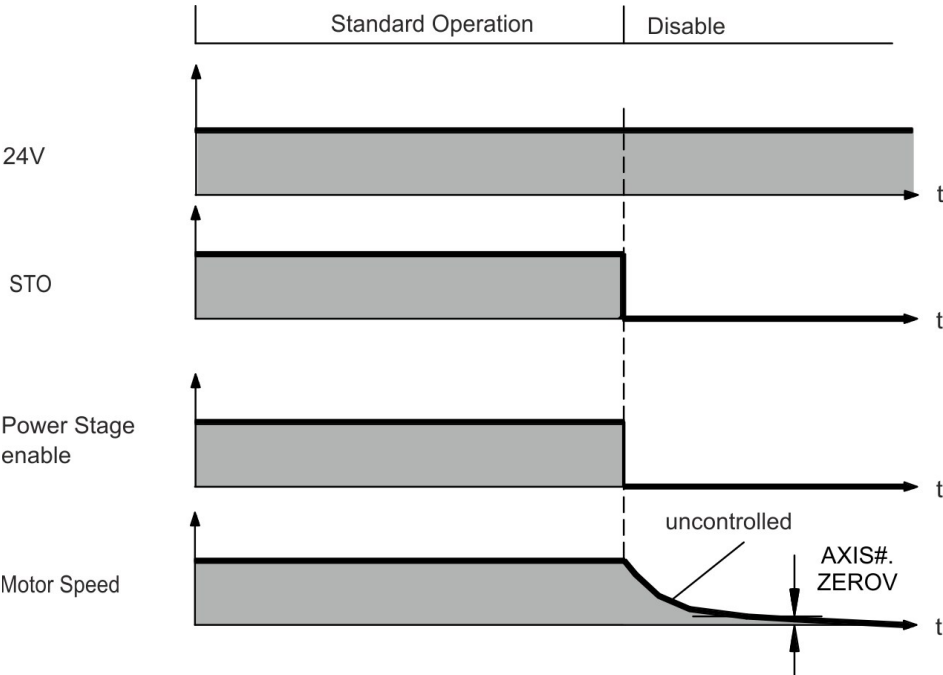 Standard Operation
Disable
24V
t
STO
t
Power Stage
enable
t
uncontrolled
AXIS#.
ZEROV
Motor Speed
t